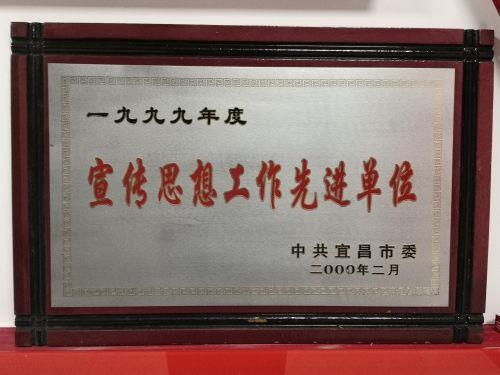 一九九九年度
宣传思想工作先进单位
中共宜昌市委
二000年二月